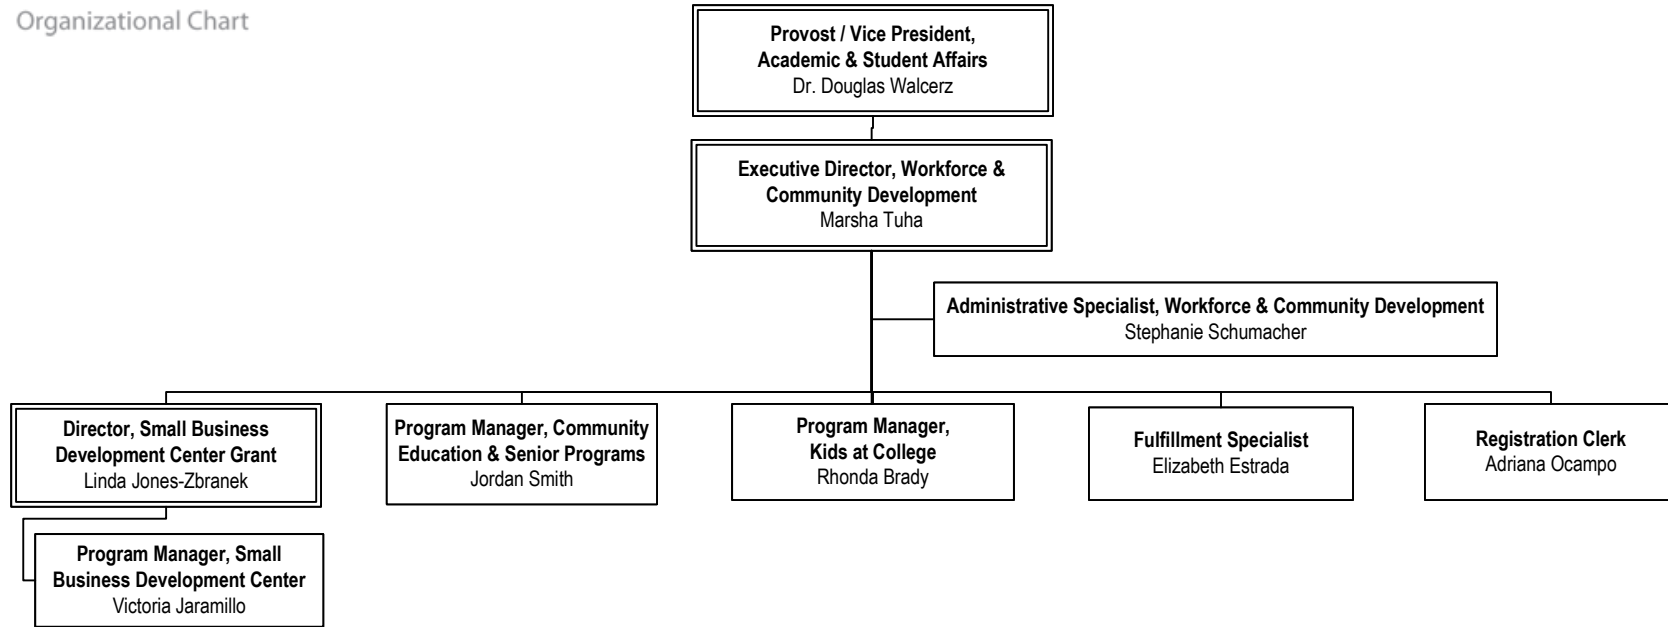 Organizational Chart
Provost / Vice President,
Academic & Student Affairs
Dr. Douglas Walcerz
Executive Director, Workforce &
Community Development
Marsha Tuha
Administrative Specialist, Workforce & Community Development
Stephanie Schumacher
Director, Small Business
Development Center Grant
Linda Jones-Zbranek
Program Manager, Community
Education & Senior Programs
Jordan Smith
Program Manager,
Kids at College
Rhonda Brady
Fulfillment Specialist
Elizabeth Estrada
Registration Clerk
Adriana Ocampo
Program Manager, Small
Business Development Center
Victoria Jaramillo